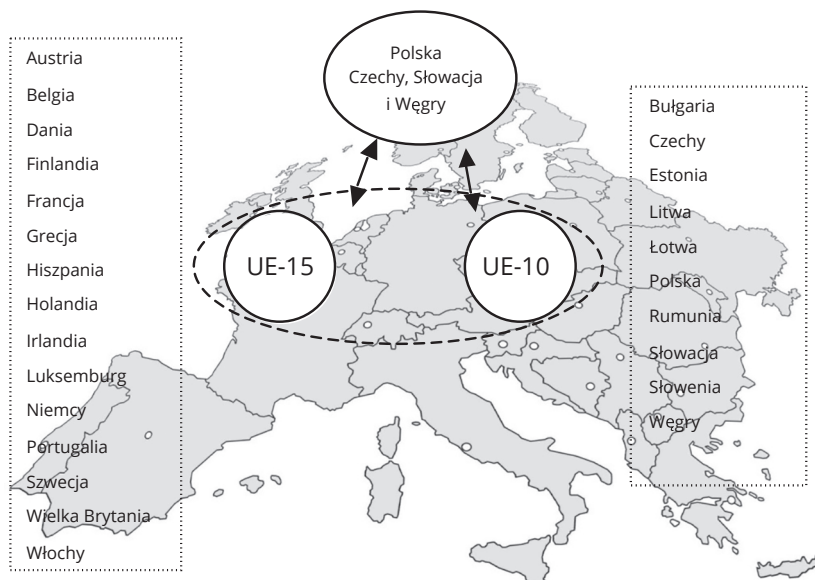 Polska
Czechy, Słowacja
i Węgry
Austria
Belgia
Dania
Finlandia
Francja
Grecja
Hiszpania
Holandia
Irlandia
Luksemburg
Niemcy
Portugalia
Szwecja
Wielka Brytania
Włochy
UE-15
UE-10
Bułgaria
Czechy
Estonia
Litwa
Łotwa
Polska
Rumunia
Słowacja
Słowenia
Węgry